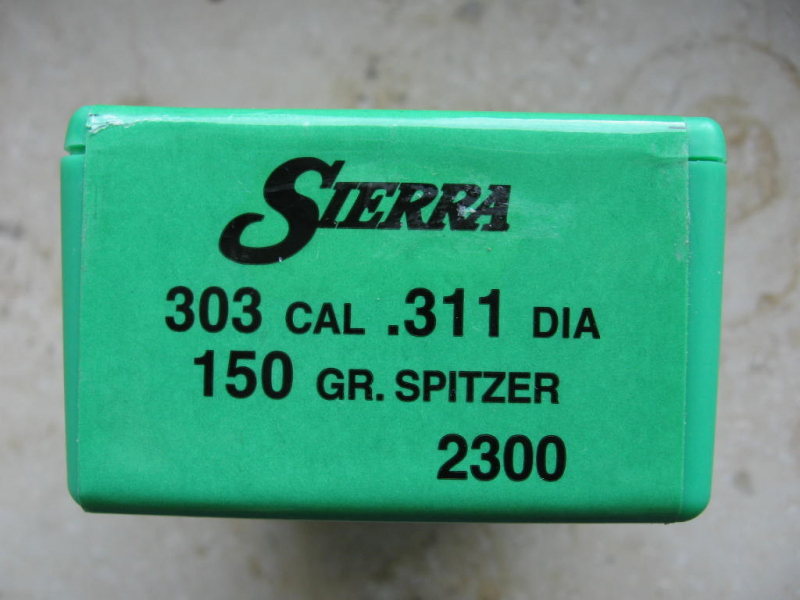 SIERRA
303 CAL .311 DIA
150 GR. SPITZER
2300